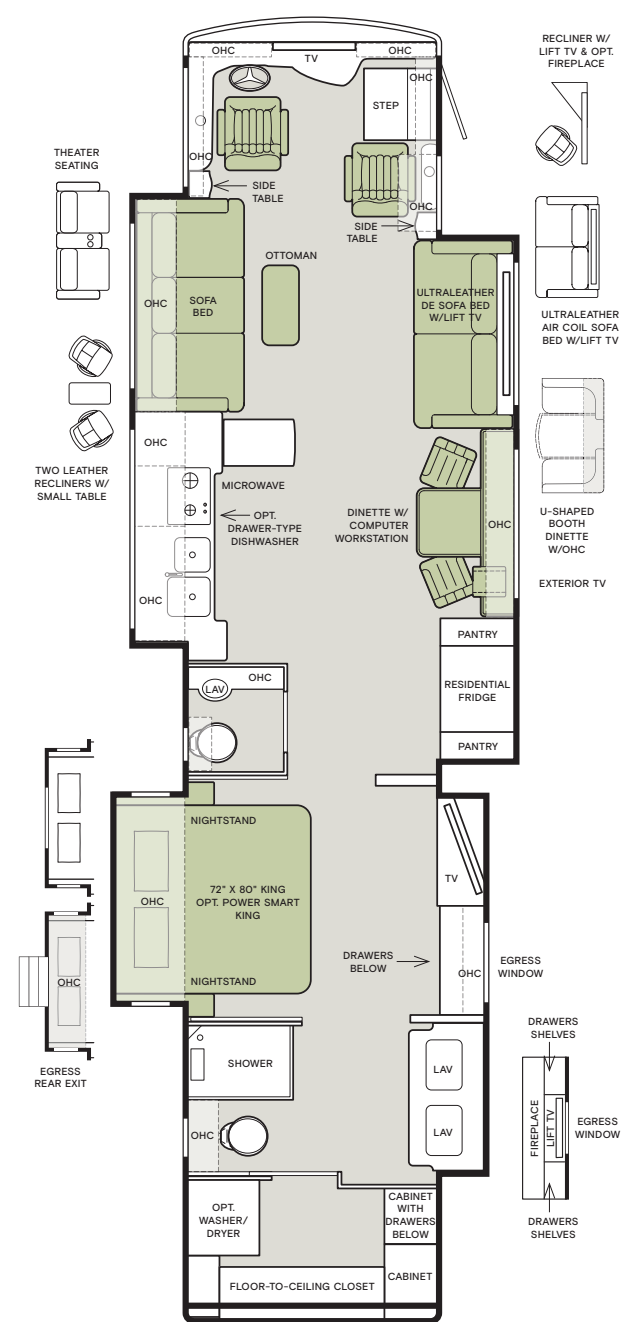 OHC
TV
OHC
RECLINER W/
LIFT TV & OPT.
FIREPLACE
OHC
STEP
THEATER
SEATING
OHC
SIDE
TABLE
OHC
SIDE
TABLE
OTTOMAN
OHC
SOFA
BED
ULTRALEATHER
DE SOFA BED
W/LIFT TV
ULTRALEATHER
AIR COIL SOFA
BED W/LIFT TV
OHC
TWO LEATHER
RECLINERS W/
SMALL TABLE
MICROWAVE
OPT.
DRAWER-TYPE
DISHWASHER
DINETTE W/
COMPUTER
WORKSTATION
OHC
U-SHAPED
BOOTH
DINETTE
W/OHC
EXTERIOR TV
OHC
PANTRY
RESIDENTIAL
FRIDGE
PANTRY
OHC
LAV
NIGHTSTAND
72" X 80" KING
OPT. POWER SMART
KING
OHC
NIGHTSTAND
TV
DRAWERS
BELOW
OHC
EGRESS
WINDOW
OHC
EGRESS
REAR EXIT
SHOWER
LAV
LAV
OHC
DRAWERS
SHELVES
FIREPLACE
LIFT TV
EGRESS
WINDOW
DRAWERS
SHELVES
OPT.
WASHER/
DRYER
CABINET
WITH
DRAWERS
BELOW
CABINET
FLOOR-TO-CEILING CLOSET